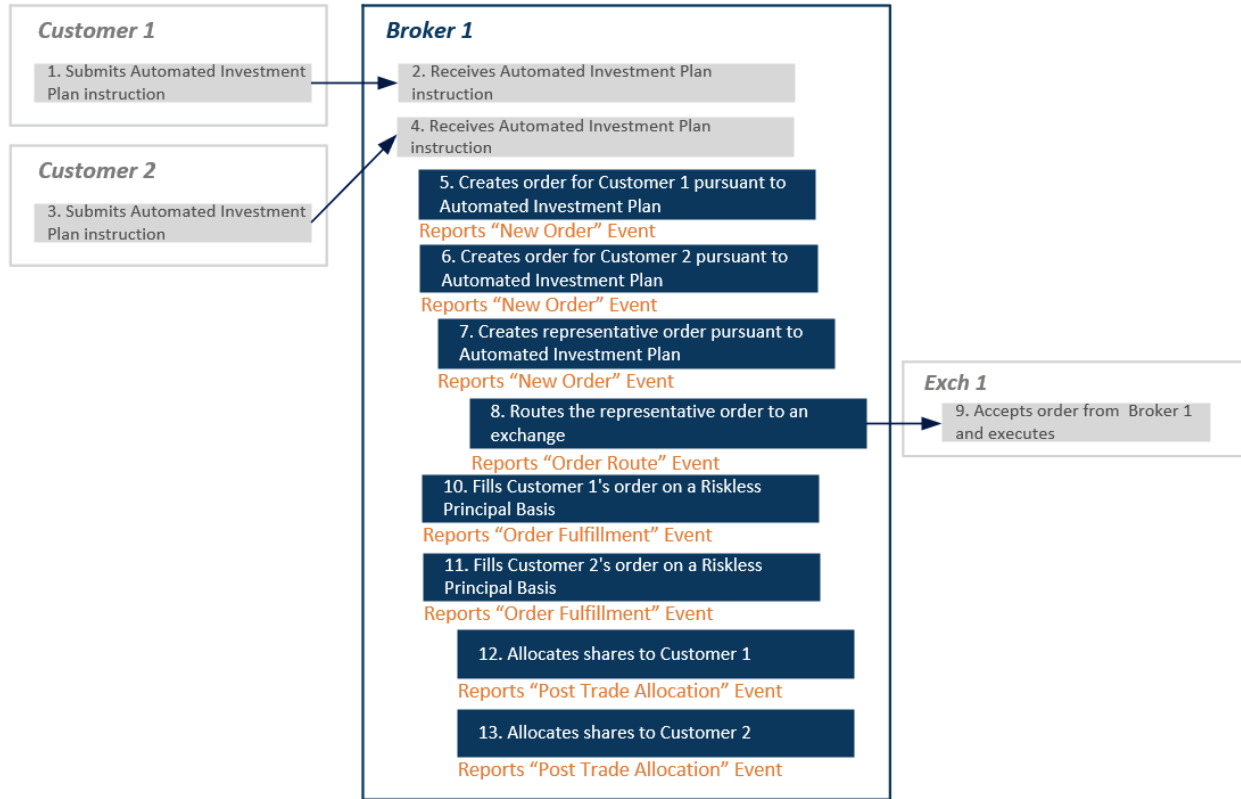 Customer 1
1. Submits Automated Investment
Plan instruction
Customer 2
3. Submits Automated Investment
Plan instruction
Broker 1
2. Receives Automated Investment Plan
instruction
4. Receives Automated Investment Plan
instruction
5. Creates order for Customer 1 pursuant to
Automated Investment Plan
Reports “New Order” Event
6. Creates order for Customer 2 pursuant to
Automated Investment Plan
Reports “New Order” Event
7. Creates representative order pursuant to
Automated Investment Plan
Reports “New Order” Event
8. Routes the representative order to an
exchange
Reports “Order Route” Event
Exch 1
9. Accepts order from Broker 1
and executes
10. Fills Customer 1's order on a Riskless
Principal Basis
Reports “Order Fulfillment” Event
11. Fills Customer 2's order on a Riskless
Principal Basis
Reports “Order Fulfillment” Event
12. Allocates shares to Customer 1
Reports “Post Trade Allocation” Event
13. Allocates shares to Customer 2
Reports “Post Trade Allocation” Event